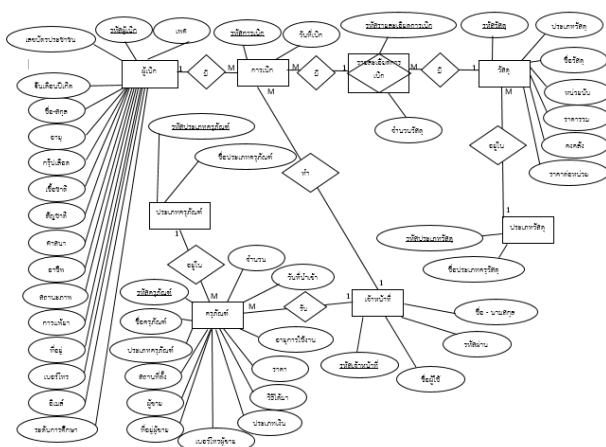 รหัสผู้เบิก
เพศ
เลขบัตรประชาชน
รหัสการเบิก
วันที่เบิก
รหัสรายละเอียดการเบิก
รหัสวัสดุ
ประเภทวัสดุ
ผู้เบิก
1
มี
M
การเบิก
M
มี
1
รายละเอียดการ
เบิก
1
มี
M
วัสดุ
ชื่อวัสดุ
วันเดือนปีเกิด
M
M
หน่วยนับ
ชื่อ-สกุล
รหัสประเภทครุภัณฑ์
จำนวนวัสดุ
ราคารวม
อายุ
ชื่อประเภทครุภัณฑ์
อยู่ใน
คงคลัง
กรุ๊ปเลือด
ทำ
ราคาต่อหน่วย
เชื้อชาติ
สัญชาติ
ประเภทครุภัณฑ์
1
1
ประเภทวัสดุ
ศาสนา
รหัสประเภทวัสดุ
อาชีพ
อยู่ใน
จำนวน
วันที่นำเข้า
ชื่อประเภทครุวัสดุ
สถานะภาพ
รหัสครุภัณฑ์
M
1
การแพ้ยา
ชื่อครุภัณฑ์
ครุภัณฑ์
M
รับ
1
เจ้าหน้าที่
ชื่อ - นามสกุล
ที่อยู่
ประเภทครุภัณฑ์
อายุการใช้งาน
รหัสผ่าน
เบอร์โทร
สถานที่ตั้ง
ราคา
รหัสเจ้าหน้าที่
อีเมล์
ผู้ขาย
วิธีได้มา
ชื่อผู้ใช้
ระดับการศึกษา
ที่อยู่ผู้ขาย
ประเภทเงิน
เบอร์โทรผู้ขาย